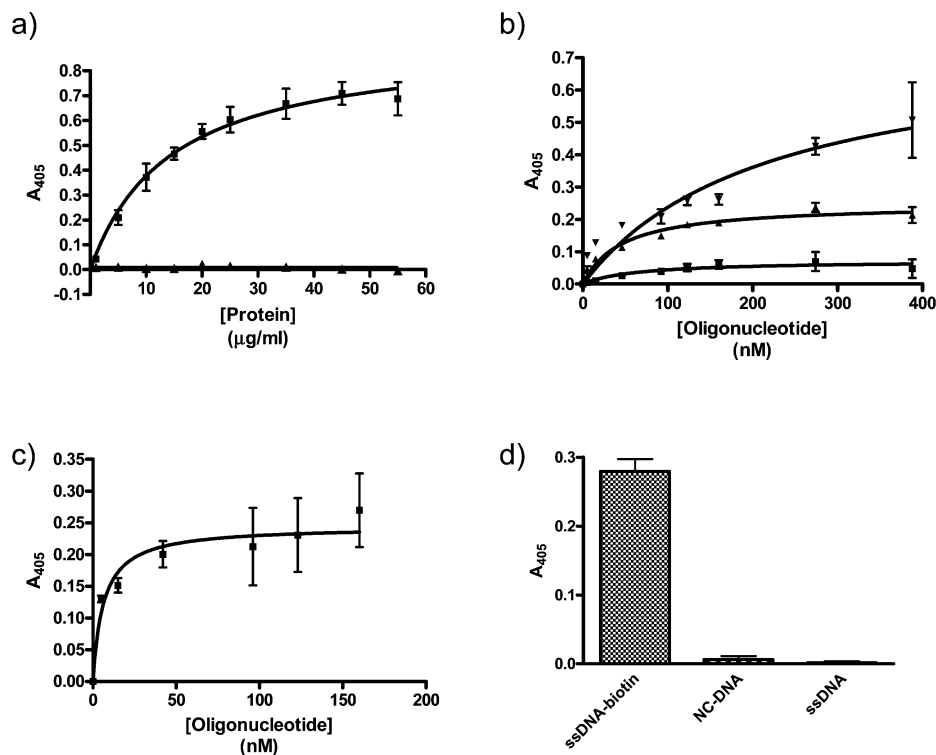 a)
A405
0.8
0.7
0.6
0.5
0.4
0.3
0.2
0.1
0.0
-0.1
10 20 30 40 50 60
[Protein]
(μg/ml)
b)
A405
0.7
0.6
0.5
0.4
0.3
0.2
0.1
0.0
0 100 200 300 400
[Oligonucleotide]
(nM)
c)
A405
0.35
0.30
0.25
0.20
0.15
0.10
0.05
0.00
0 50 100 150 200
[Oligonucleotide]
(nM)
d)
A405
0.3
0.2
0.1
0.0
ssDNA-biotin
NC-DNA
ssDNA